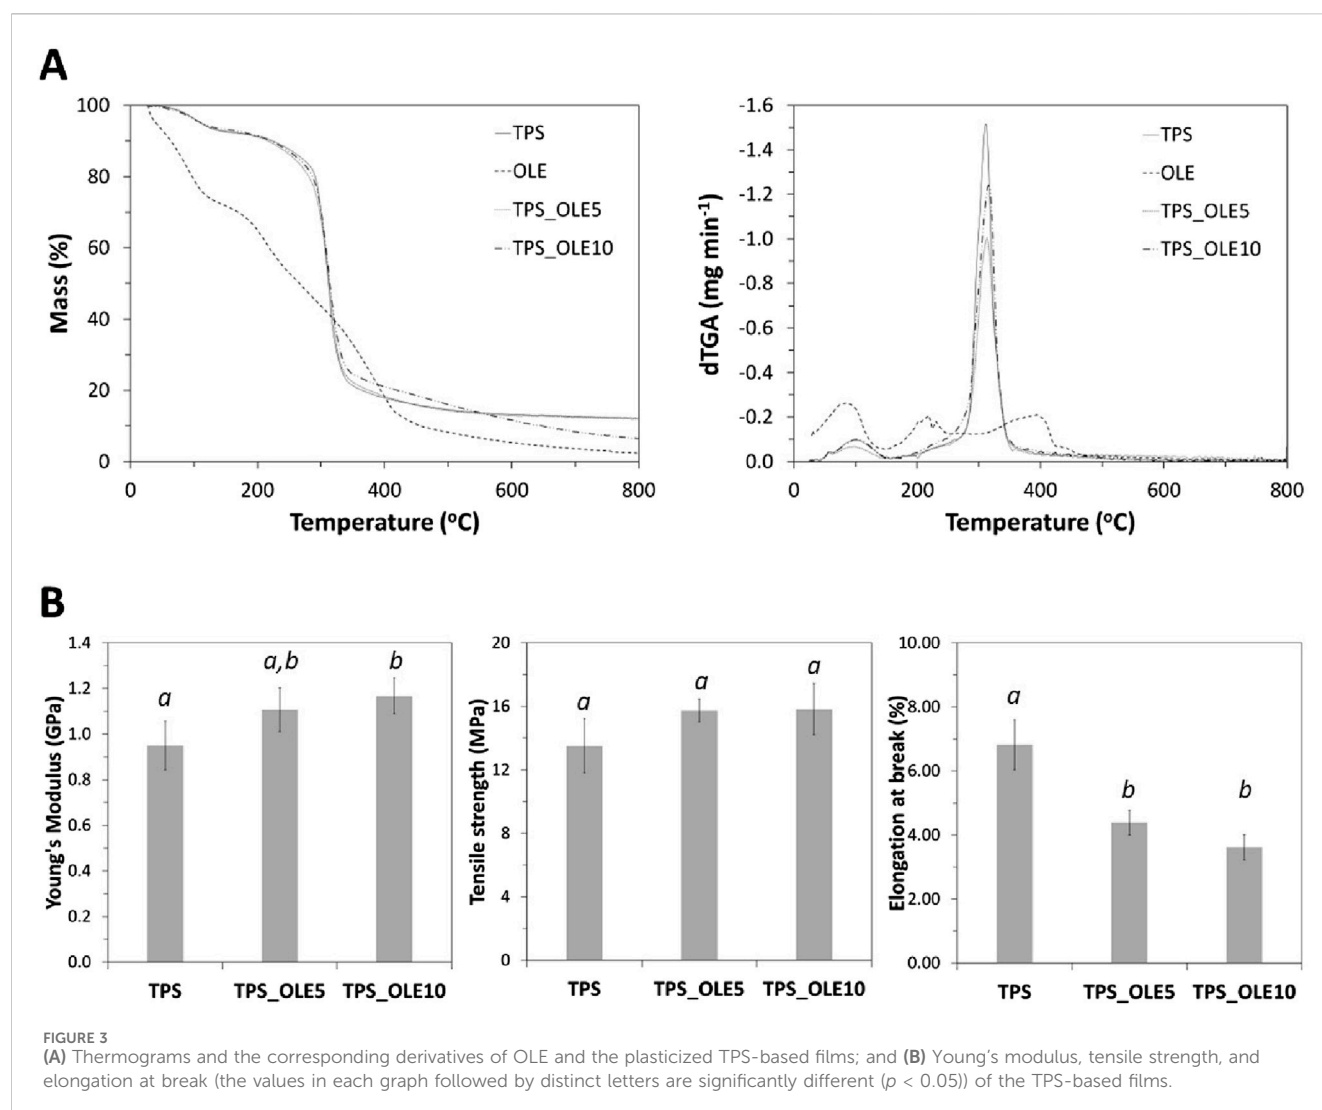 A
100
80
60
40
20
0
Mass (%)
0 200 400 600 800
Temperature (ºC)
TPS
OLE
TPS_OLE5
TPS_OLE10
-1.6
-1.4
-1.2
-1.0
-0.8
-0.6
-0.4
-0.2
0.0
dTGA (mg min-1)
0 200 400 600 800
Temperature (ºC)
TPS
OLE
TPS_OLE5
TPS_OLE10
B
1.4
1.2
1.0
0.8
0.6
0.4
0.2
0.0
Young's Modulus (GPa)
a a,b b
TPS TPS_OLE5 TPS_OLE10
20
16
12
8
4
0
Tensile strength (MPa)
a a a
TPS TPS_OLE5 TPS_OLE10
10.00
8.00
6.00
4.00
2.00
0.00
Elongation at break (%)
a b b
TPS TPS_OLE5 TPS_OLE10
FIGURE 3
(A) Thermograms and the corresponding derivatives of OLE and the plasticized TPS-based films; and (B) Young's modulus, tensile strength, and
elongation at break (the values in each graph followed by distinct letters are significantly different (p < 0.05)) of the TPS-based films.